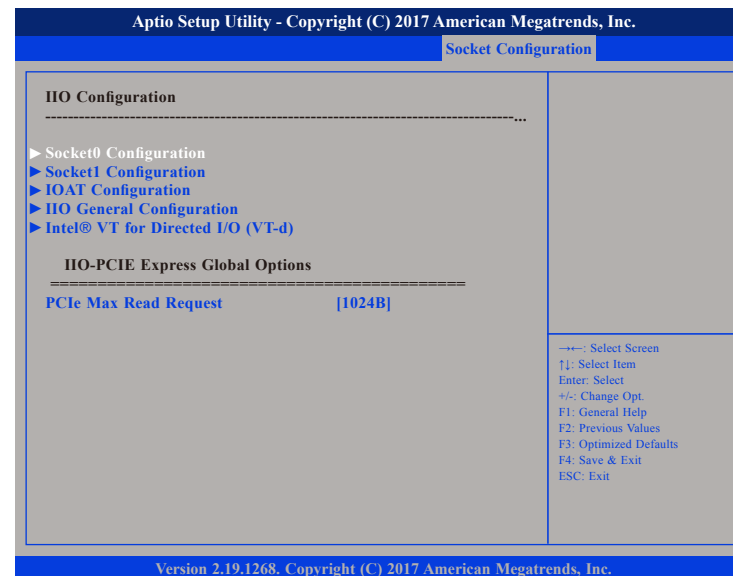 Aptio Setup Utility - Copyright (C) 2017 American Megatrends, Inc.
Socket Configuration
IIO Configuration
--------------------------------------------------------------------------------...
► Socket0 Configuration
► Socket1 Configuration
► IOAT Configuration
► IIO General Configuration
► Intel® VT for Directed I/O (VT-d)
IIO-PCIE Express Global Options
============================================
PCIe Max Read Request [1024B]
→←: Select Screen
↑↓: Select Item
Enter: Select
+/-: Change Opt.
F1: General Help
F2: Previous Values
F3: Optimized Defaults
F4: Save & Exit
ESC: Exit
Version 2.19.1268. Copyright (C) 2017 American Megatrends, Inc.